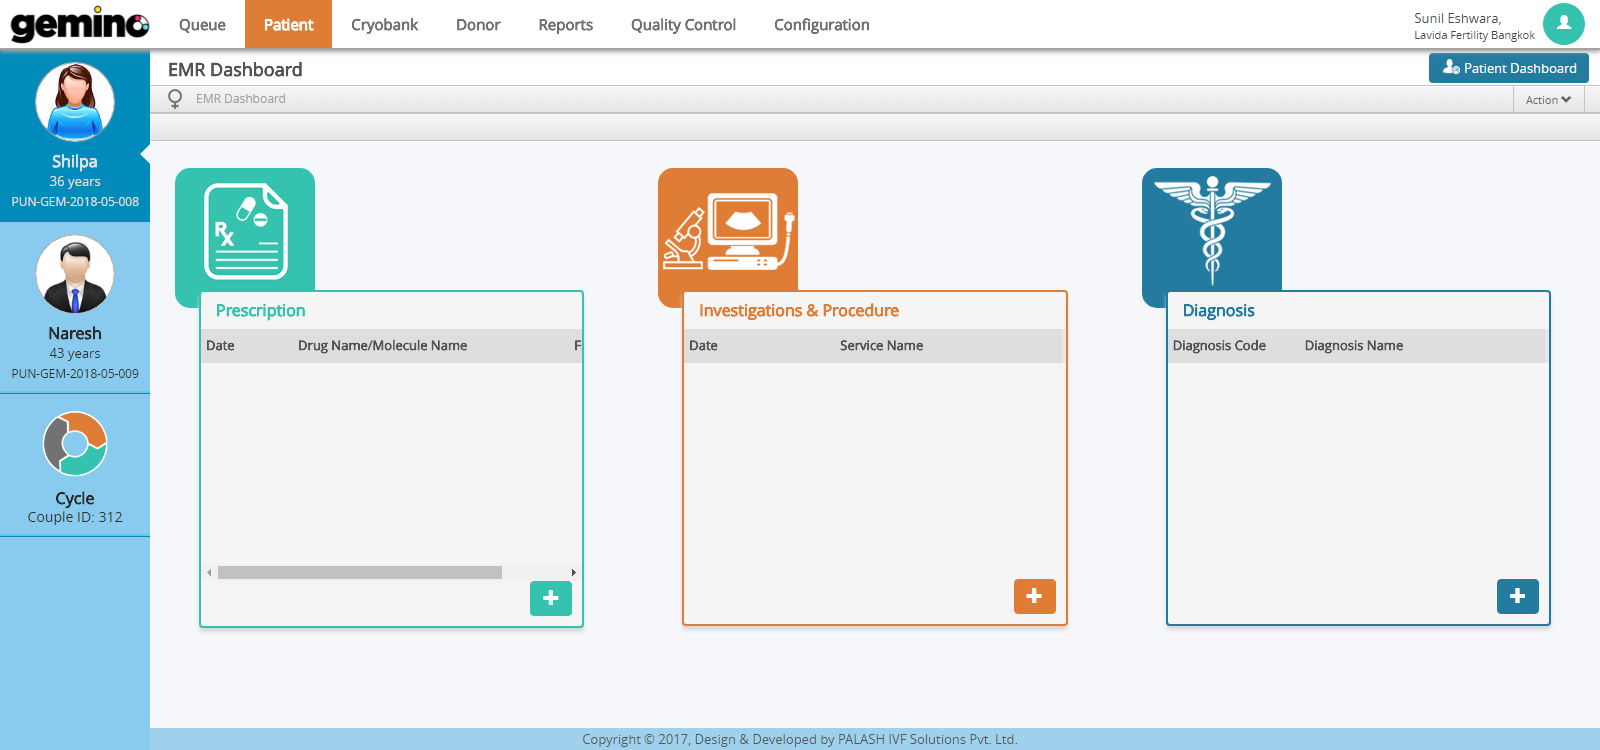 gemino
Queue Patient Cryobank Donor Reports Quality Control Configuration
Sunil Eshwara,
Lavida Fertility Bangkok
EMR Dashboard
Patient Dashboard
EMR Dashboard
Action
Shilpa
36 years
PUN-GEM-2018-05-008
Naresh
43 years
PUN-GEM-2018-05-009
Cycle
Couple ID: 312
Rx
Prescription
Date Drug Name/Molecule Name F
Investigations & Procedure
Date Service Name
Diagnosis
Diagnosis Code Diagnosis Name
Copyright © 2017, Design & Developed by PALASH IVF Solutions Pvt. Ltd.